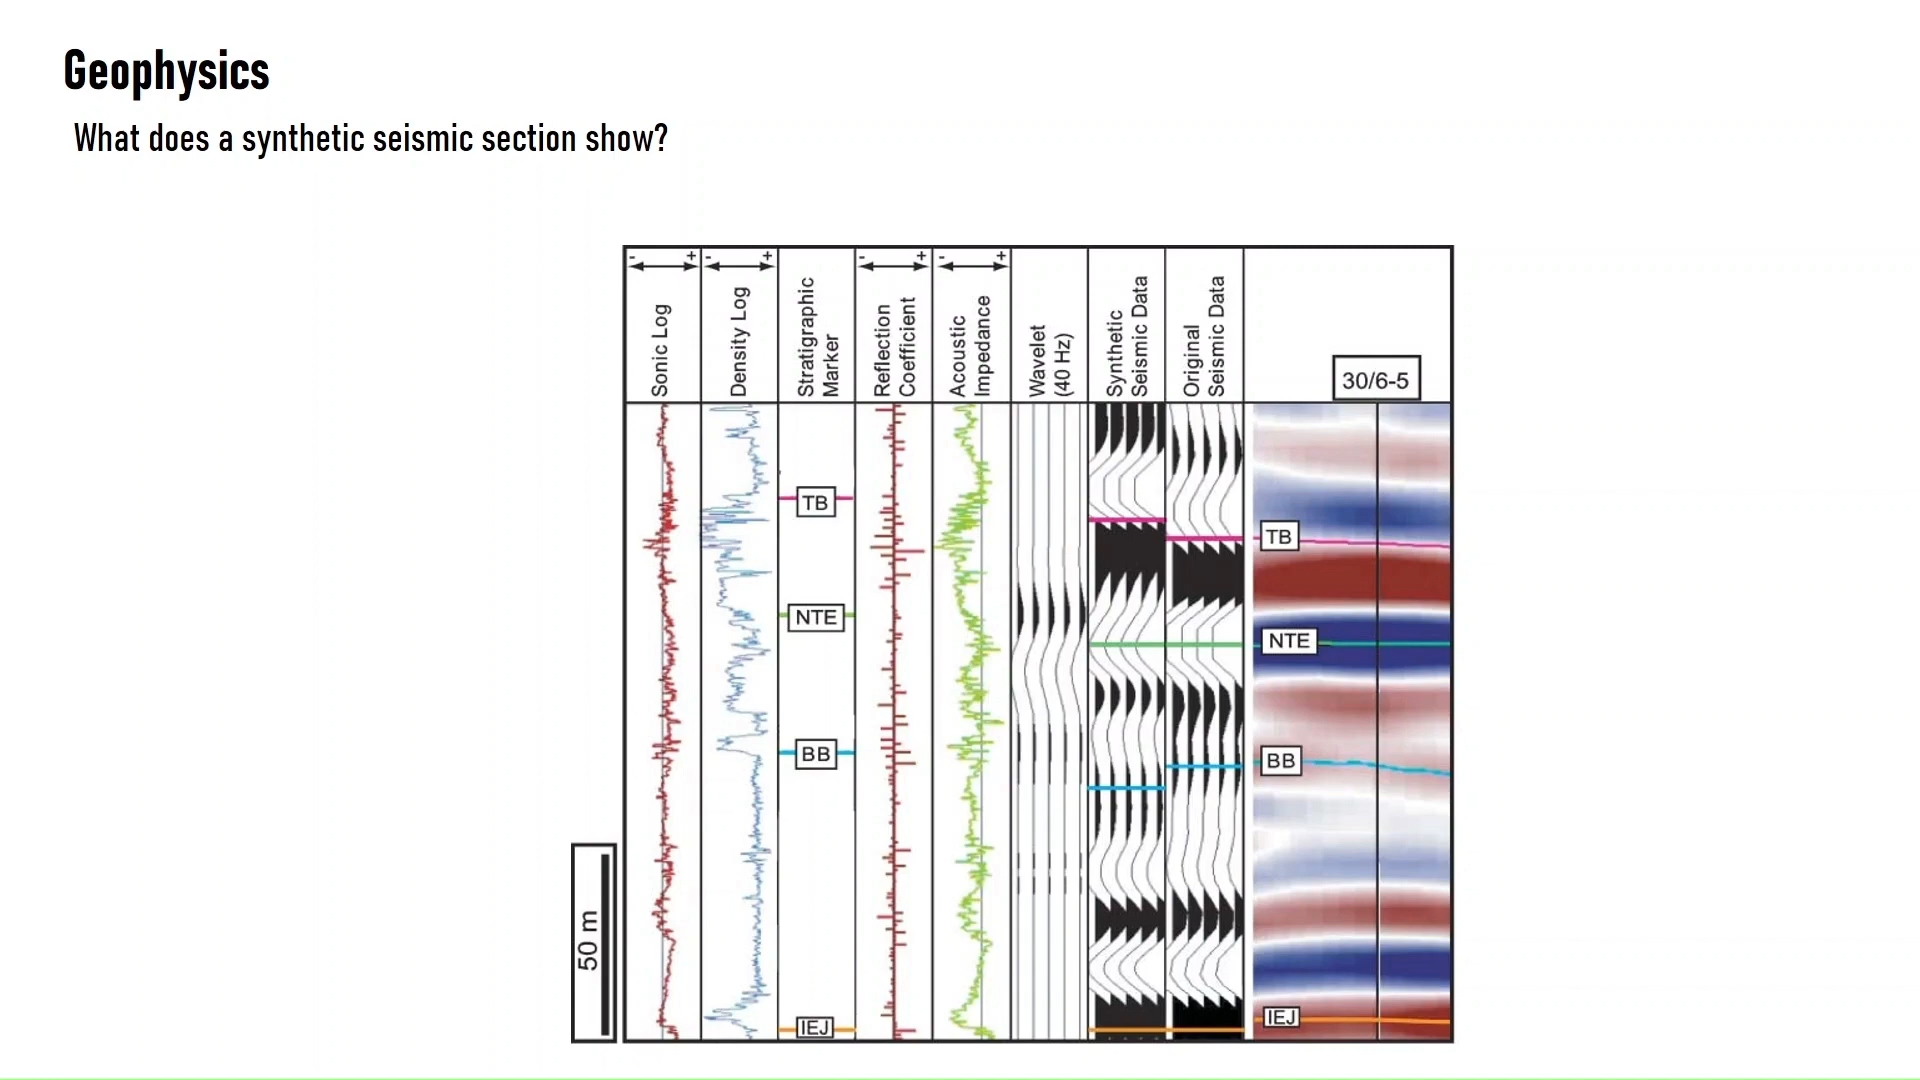 Geophysics
What does a synthetic seismic section show?
- +
Sonic Log
- +
Density Log
Stratigraphic
Marker
- +
Reflection
Coefficient
- +
Acoustic
Impedance
Wavelet
(40 Hz)
Synthetic
Seismic Data
Original
Seismic Data
30/6-5
TB
NTE
BB
IEJ
TB
NTE
BB
IEJ
50 m